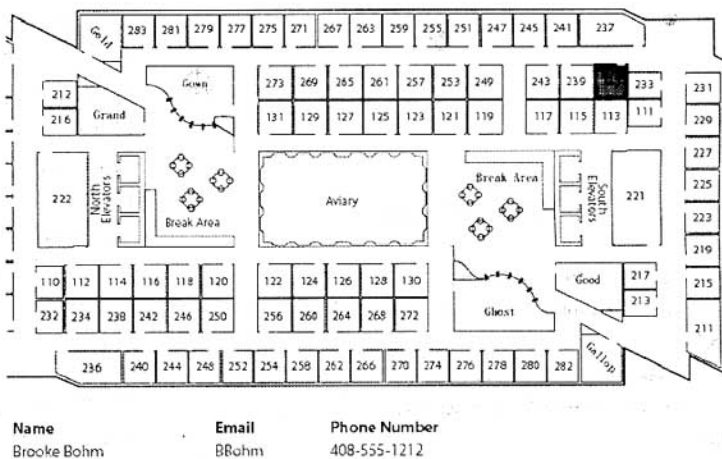 Gold 283 281 279 277 275 271 267 263 259 255 251 247 245 241 237
Gown 273 269 265 261 257 253 249 243 239 233 231
212
216 Grand 131 129 127 125 123 121 119 117 115 113 111 229
227
222 North Elevators Break Area Aviary Break Area South Elevators 221 225
223
219
110 112 114 116 118 120 122 124 126 128 130 Good 217 215
232 234 238 242 246 250 256 260 264 268 272 Ghost 213 211
236 240 244 248 252 254 258 262 266 270 274 276 278 280 282 Gallop
Name Email Phone Number
Brooke Bohm BBohm 408-555-1212